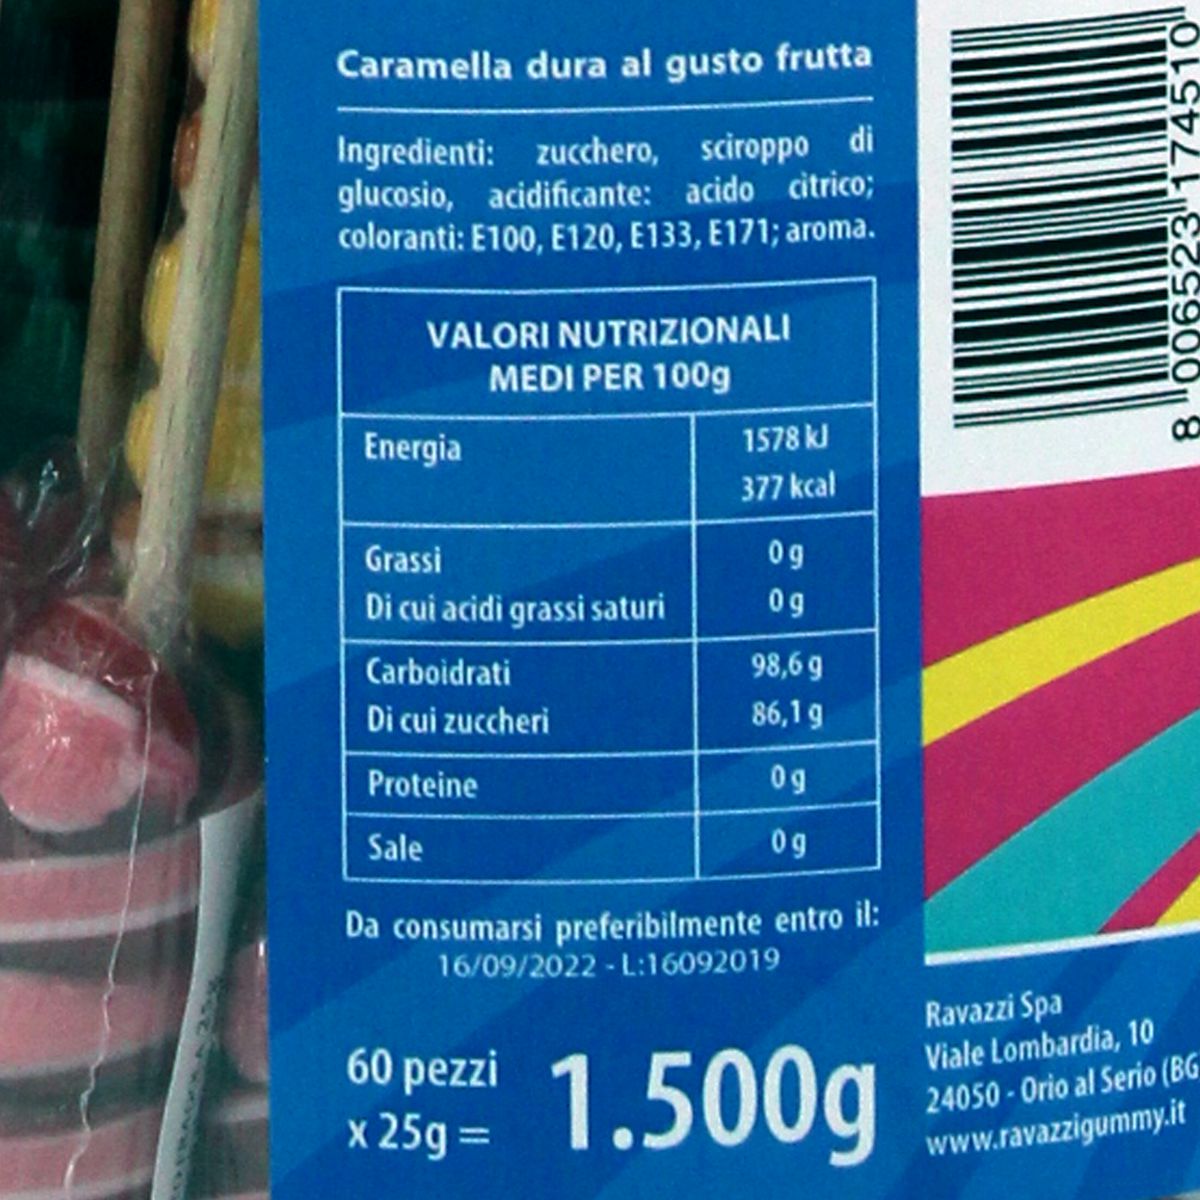 Caramella dura al gusto frutta
Ingredienti: zucchero, sciroppo di
glucosio, acidificante: acido citrico;
coloranti: E100, E120, E133, E171; aroma.
VALORI NUTRIZIONALI
MEDI PER 100g
Energia 1578 kJ
377 kcal
Grassi 0 g
Di cui acidi grassi saturi 0 g
Carboidrati 98,6 g
Di cui zuccheri 86,1 g
Proteine 0 g
Sale 0 g
Da consumarsi preferibilmente entro il:
16/09/2022 - L:16092019
60 pezzi
x 25g = 1.500g
8 006523 174510
Ravazzi Spa
Viale Lombardia, 10
24050 - Orio al Serio (BG
www.ravazzigummy.it